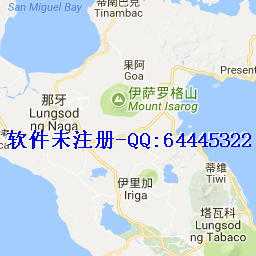 蒂南巴克
San Miguel Bay
Tinambac
果阿
Goa
Present
那牙
Lungsod
ng Naga
伊萨罗格山
Mount Isarog
软件未注册-QQ:64445322
伊里加
Iriga
蒂维
Tiwi
塔瓦科
Lungsod
ng Tabaco